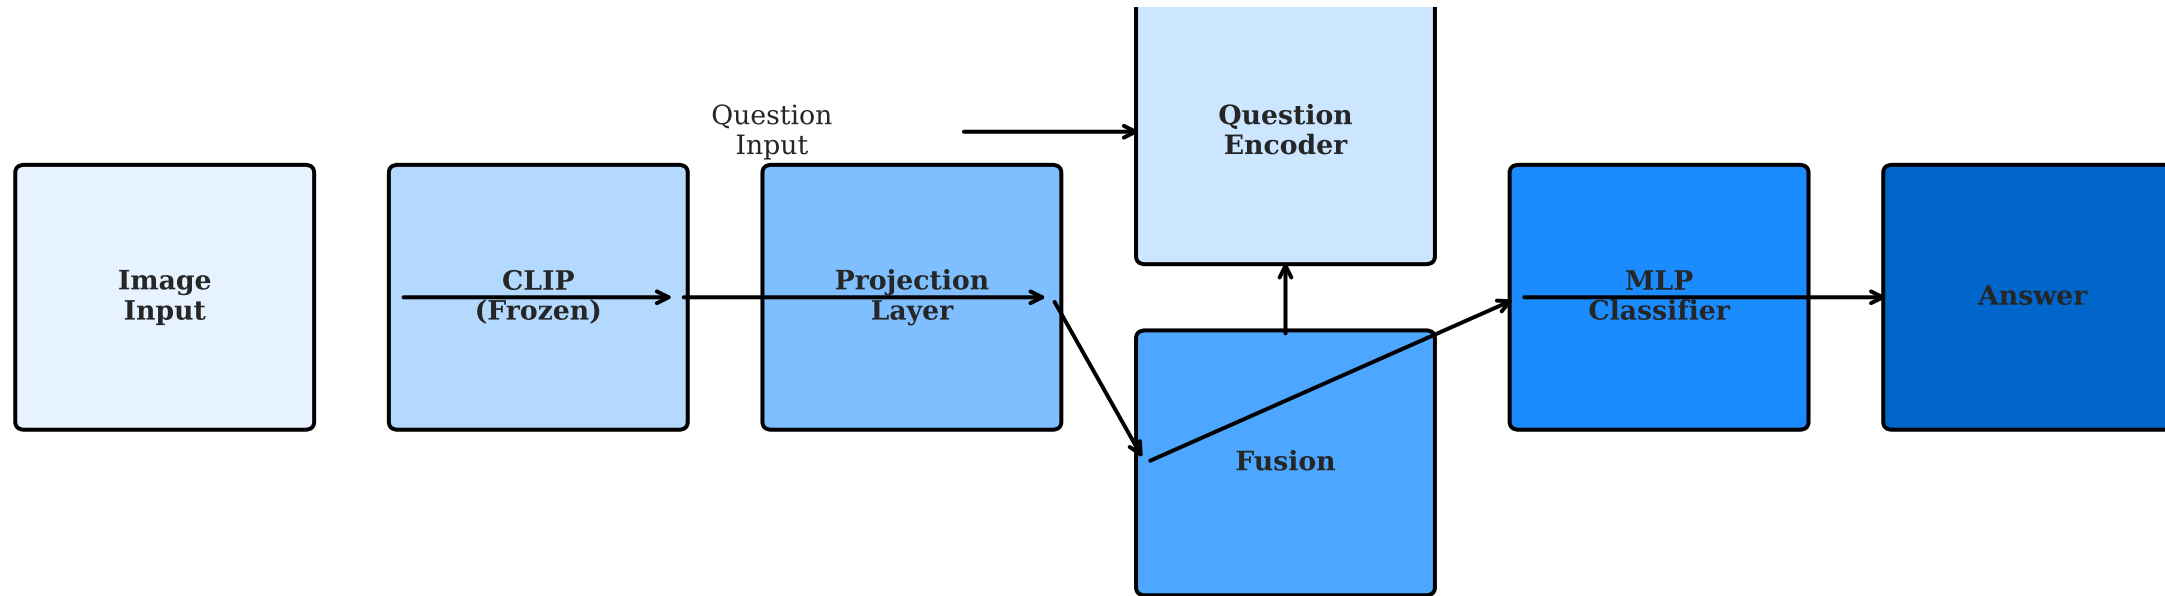 Question
Input
Question
Encoder
Image
Input
CLIP
(Frozen)
Projection
Layer
MLP
Classifier
Answer
Fusion